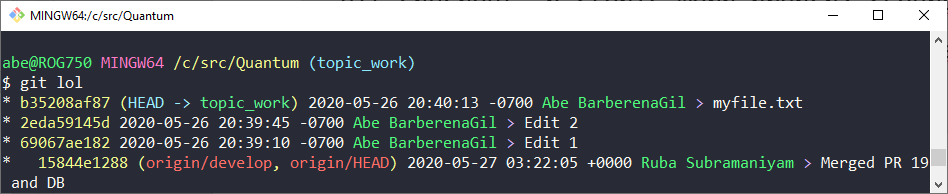 MINGW64:/c/src/Quantum
abe@ROG750 MINGW64 /c/src/Quantum (topic_work)
$ git lol
* b35208af87 (HEAD -> topic_work) 2020-05-26 20:40:13 -0700 Abe BarberenaGil > myfile.txt
* 2eda59145d 2020-05-26 20:39:45 -0700 Abe BarberenaGil > Edit 2
* 69067ae182 2020-05-26 20:39:10 -0700 Abe BarberenaGil > Edit 1
*   15844e1288 (origin/develop, origin/HEAD) 2020-05-27 03:22:05 +0000 Ruba Subramaniyam > Merged PR 19
 and DB